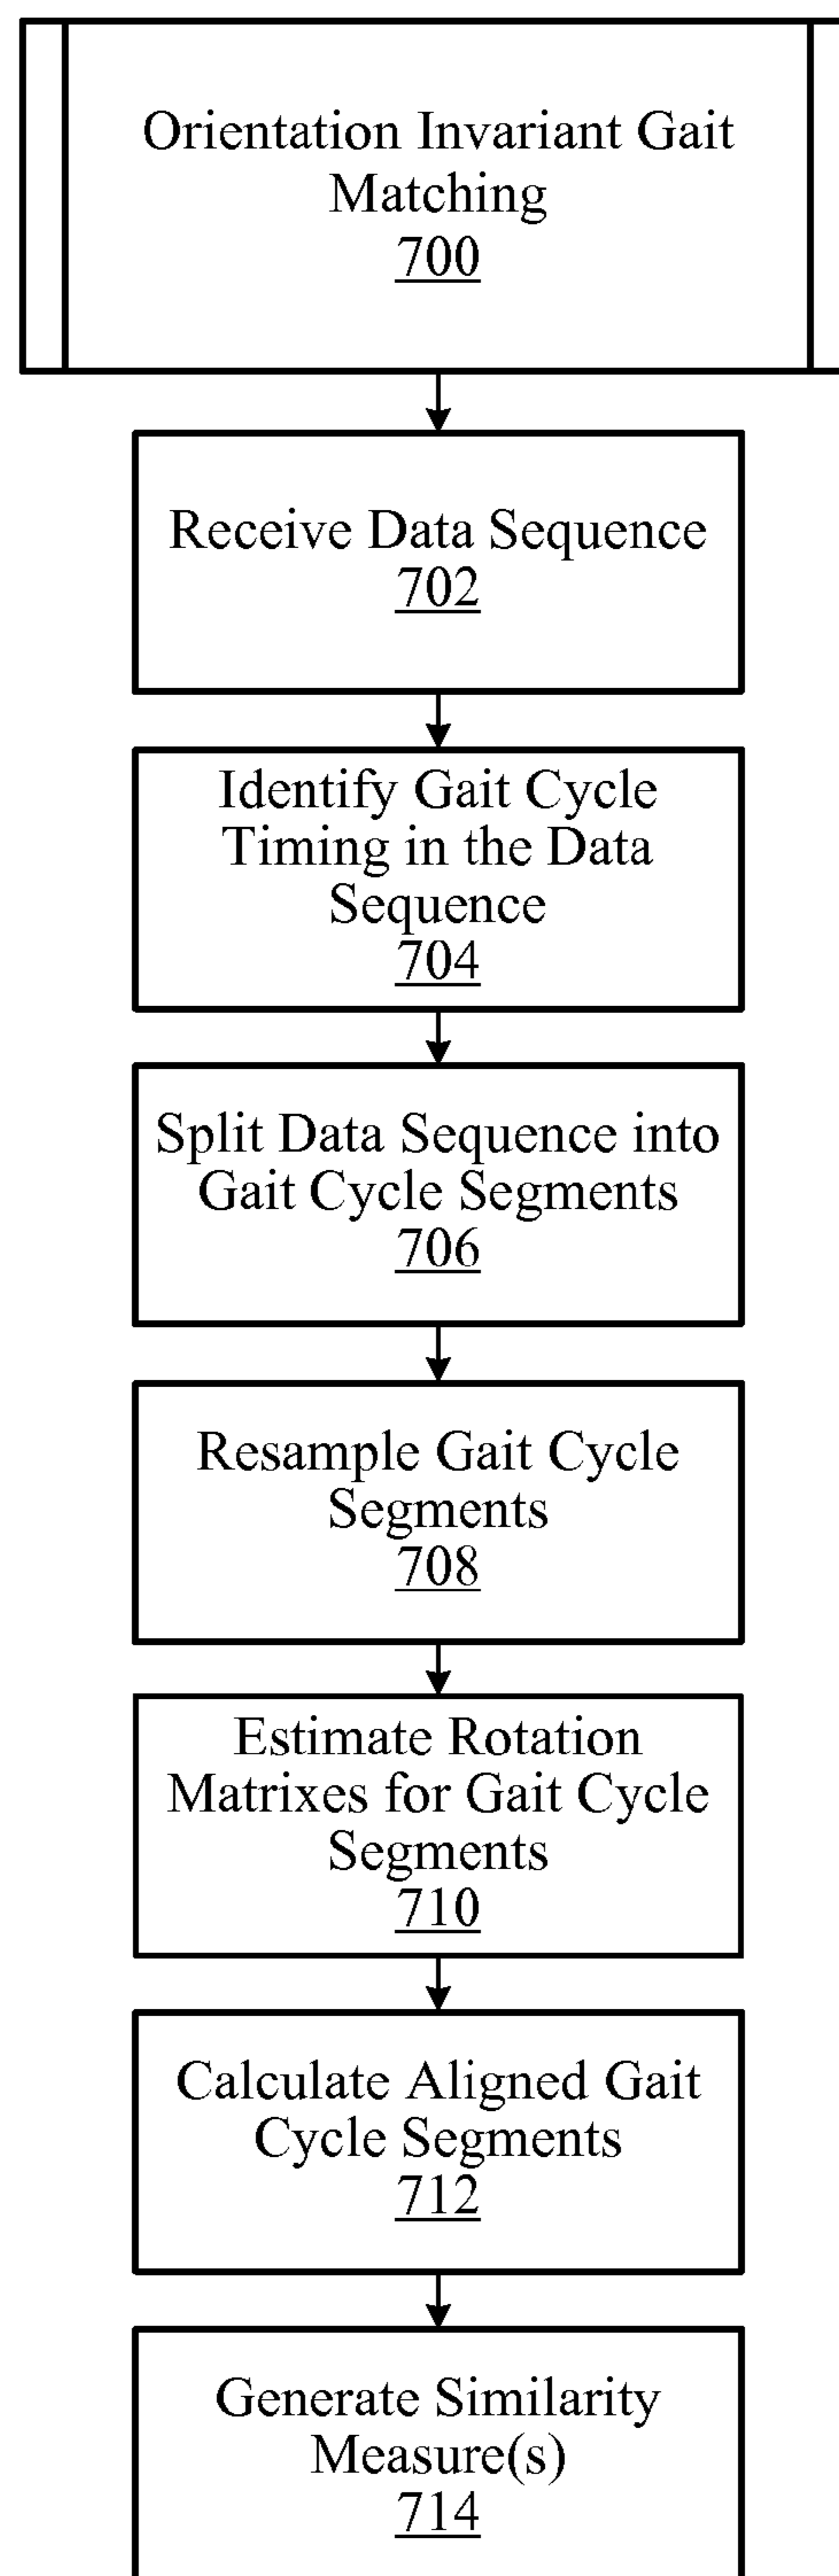 Orientation Invariant Gait
Matching
700
Receive Data Sequence
702
Identify Gait Cycle
Timing in the Data
Sequence
704
Split Data Sequence into
Gait Cycle Segments
706
Resample Gait Cycle
Segments
708
Estimate Rotation
Matrixes for Gait Cycle
Segments
710
Calculate Aligned Gait
Cycle Segments
712
Generate Similarity
Measure(s)
714